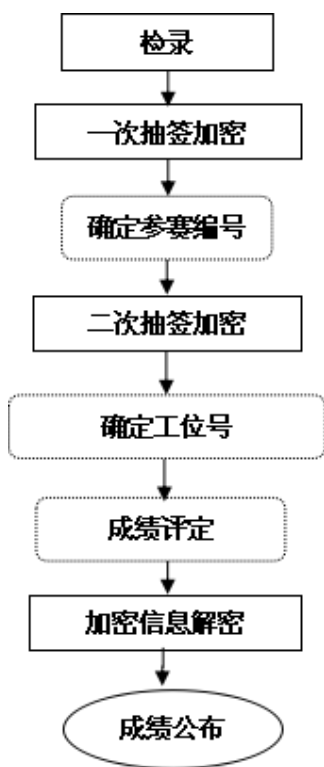 检录
一次抽签加密
确定参赛编号
二次抽签加密
确定工位号
成绩评定
加密信息解密
成绩公布